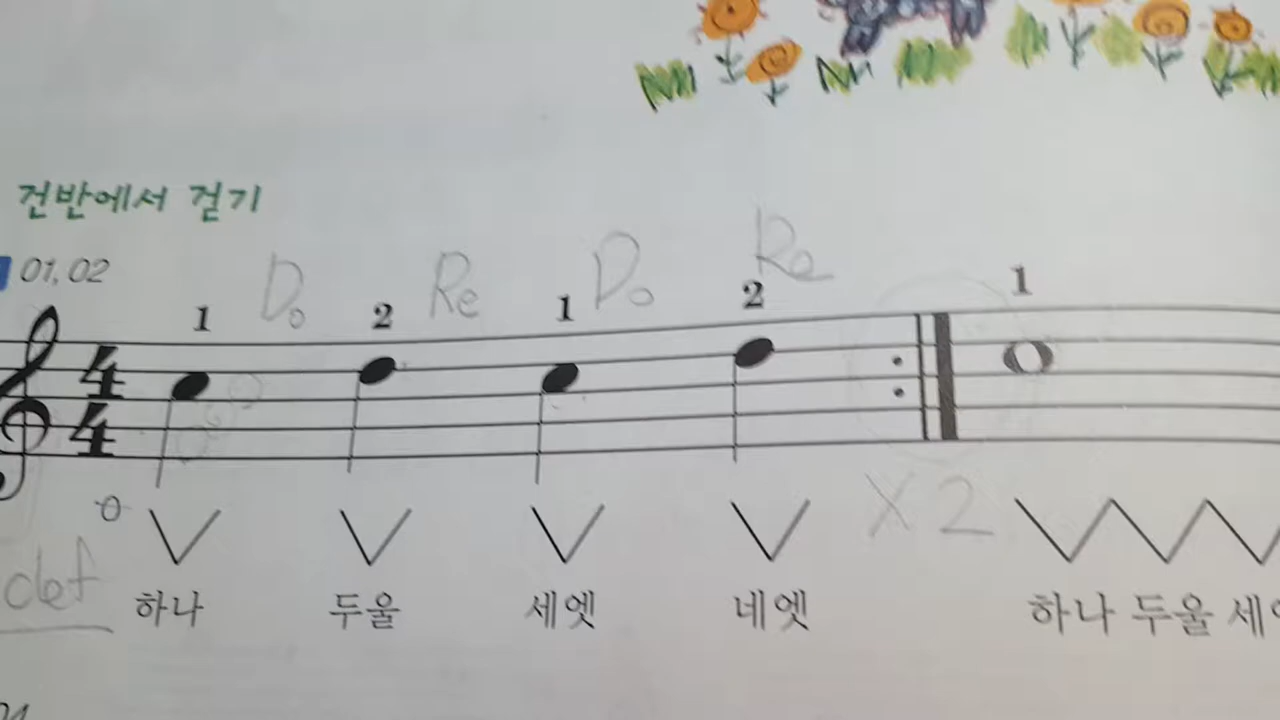 건반에서 걷기
01, 02
Do Re Do Re
1 2 1 2 1
4
4
X2
clef
하나 두울 세엣 네엣 하나 두울